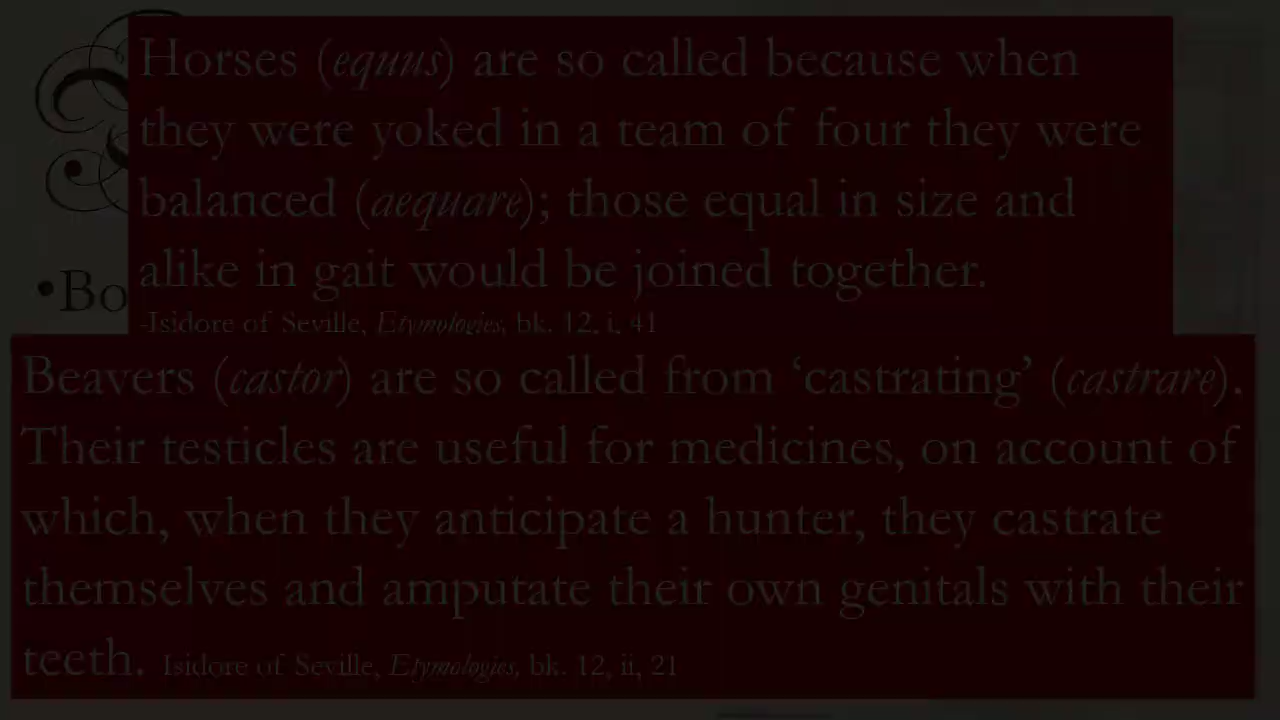 Horses (equus) are so called because when
they were yoked in a team of four they were
balanced (aequare); those equal in size and
alike in gait would be joined together.
-Isidore of Seville, Etymologies, bk. 12, i, 41
•Bo
Beavers (castor) are so called from ‘castrating’ (castrare).
Their testicles are useful for medicines, on account of
which, when they anticipate a hunter, they castrate
themselves and amputate their own genitals with their
teeth. Isidore of Seville, Etymologies, bk. 12, ii, 21